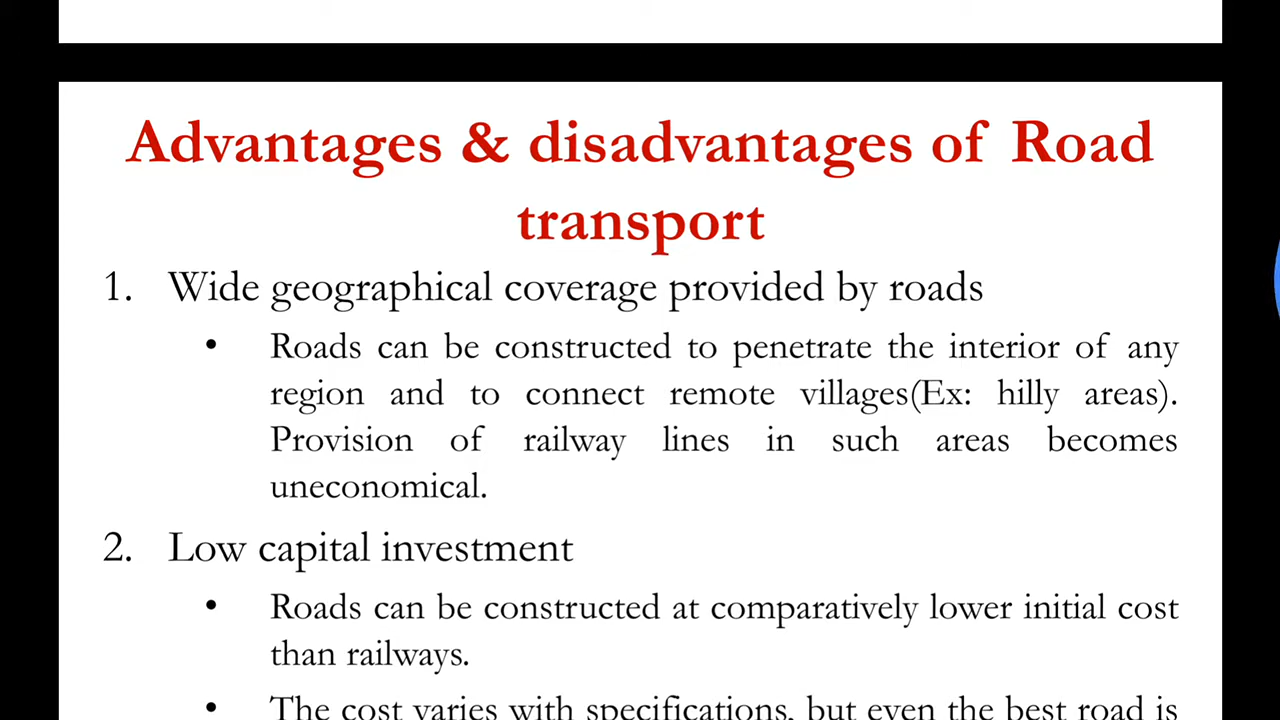 Advantages & disadvantages of Road
transport
1. Wide geographical coverage provided by roads
• Roads can be constructed to penetrate the interior of any
region and to connect remote villages(Ex: hilly areas).
Provision of railway lines in such areas becomes
uneconomical.
2. Low capital investment
• Roads can be constructed at comparatively lower initial cost
than railways.
• The cost varies with specifications, but even the best road is